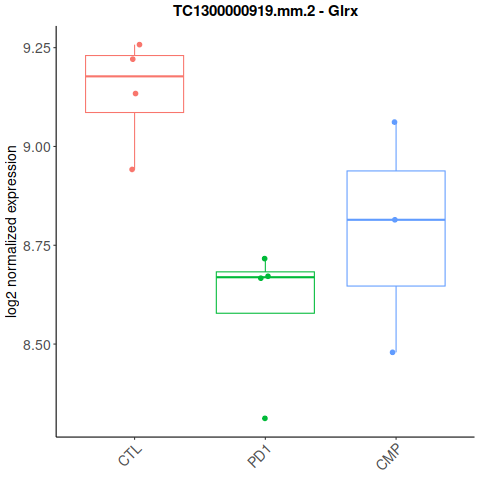 TC1300000919.mm.2 - Glrx
log2 normalized expression
9.25
9.00
8.75
8.50
CTL
PD1
CMP